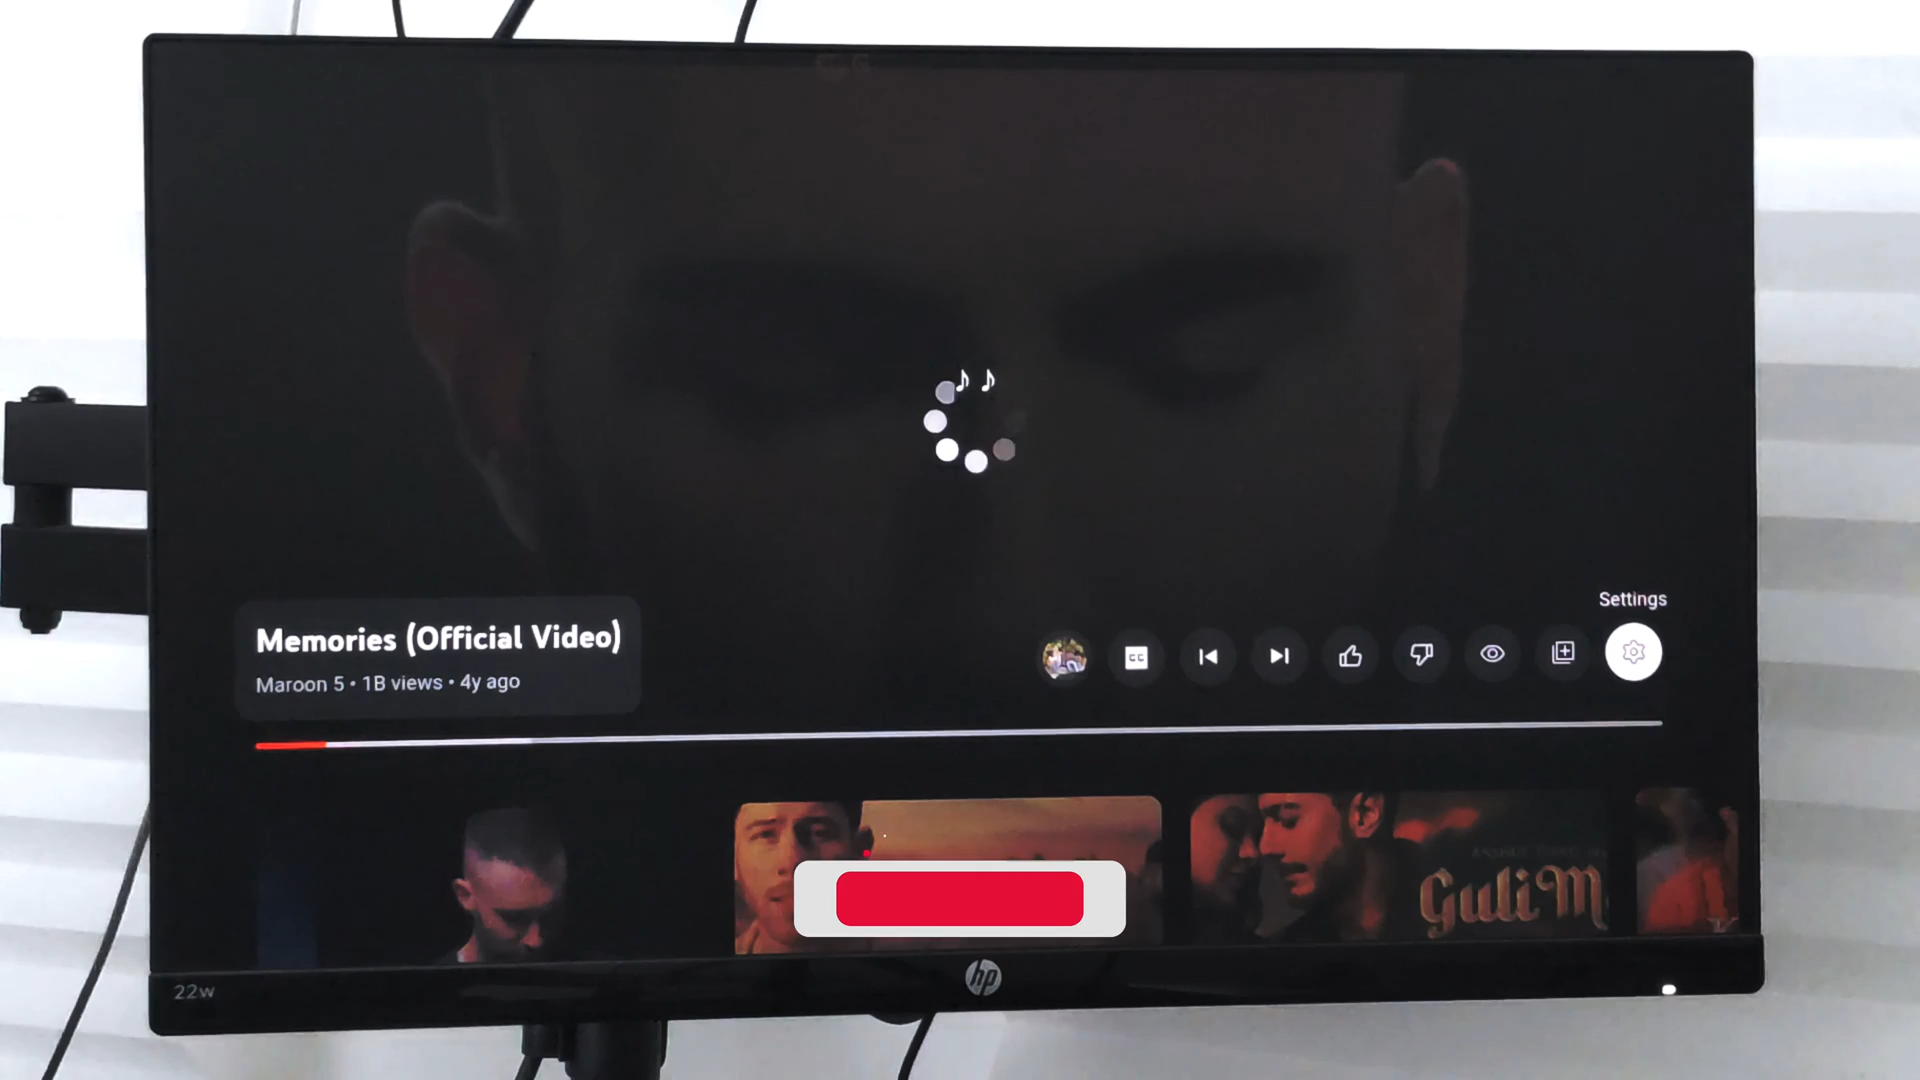 Settings
Memories (Official Video)
Maroon 5 • 1B views • 4y ago
CC
Guli M
hp
22w